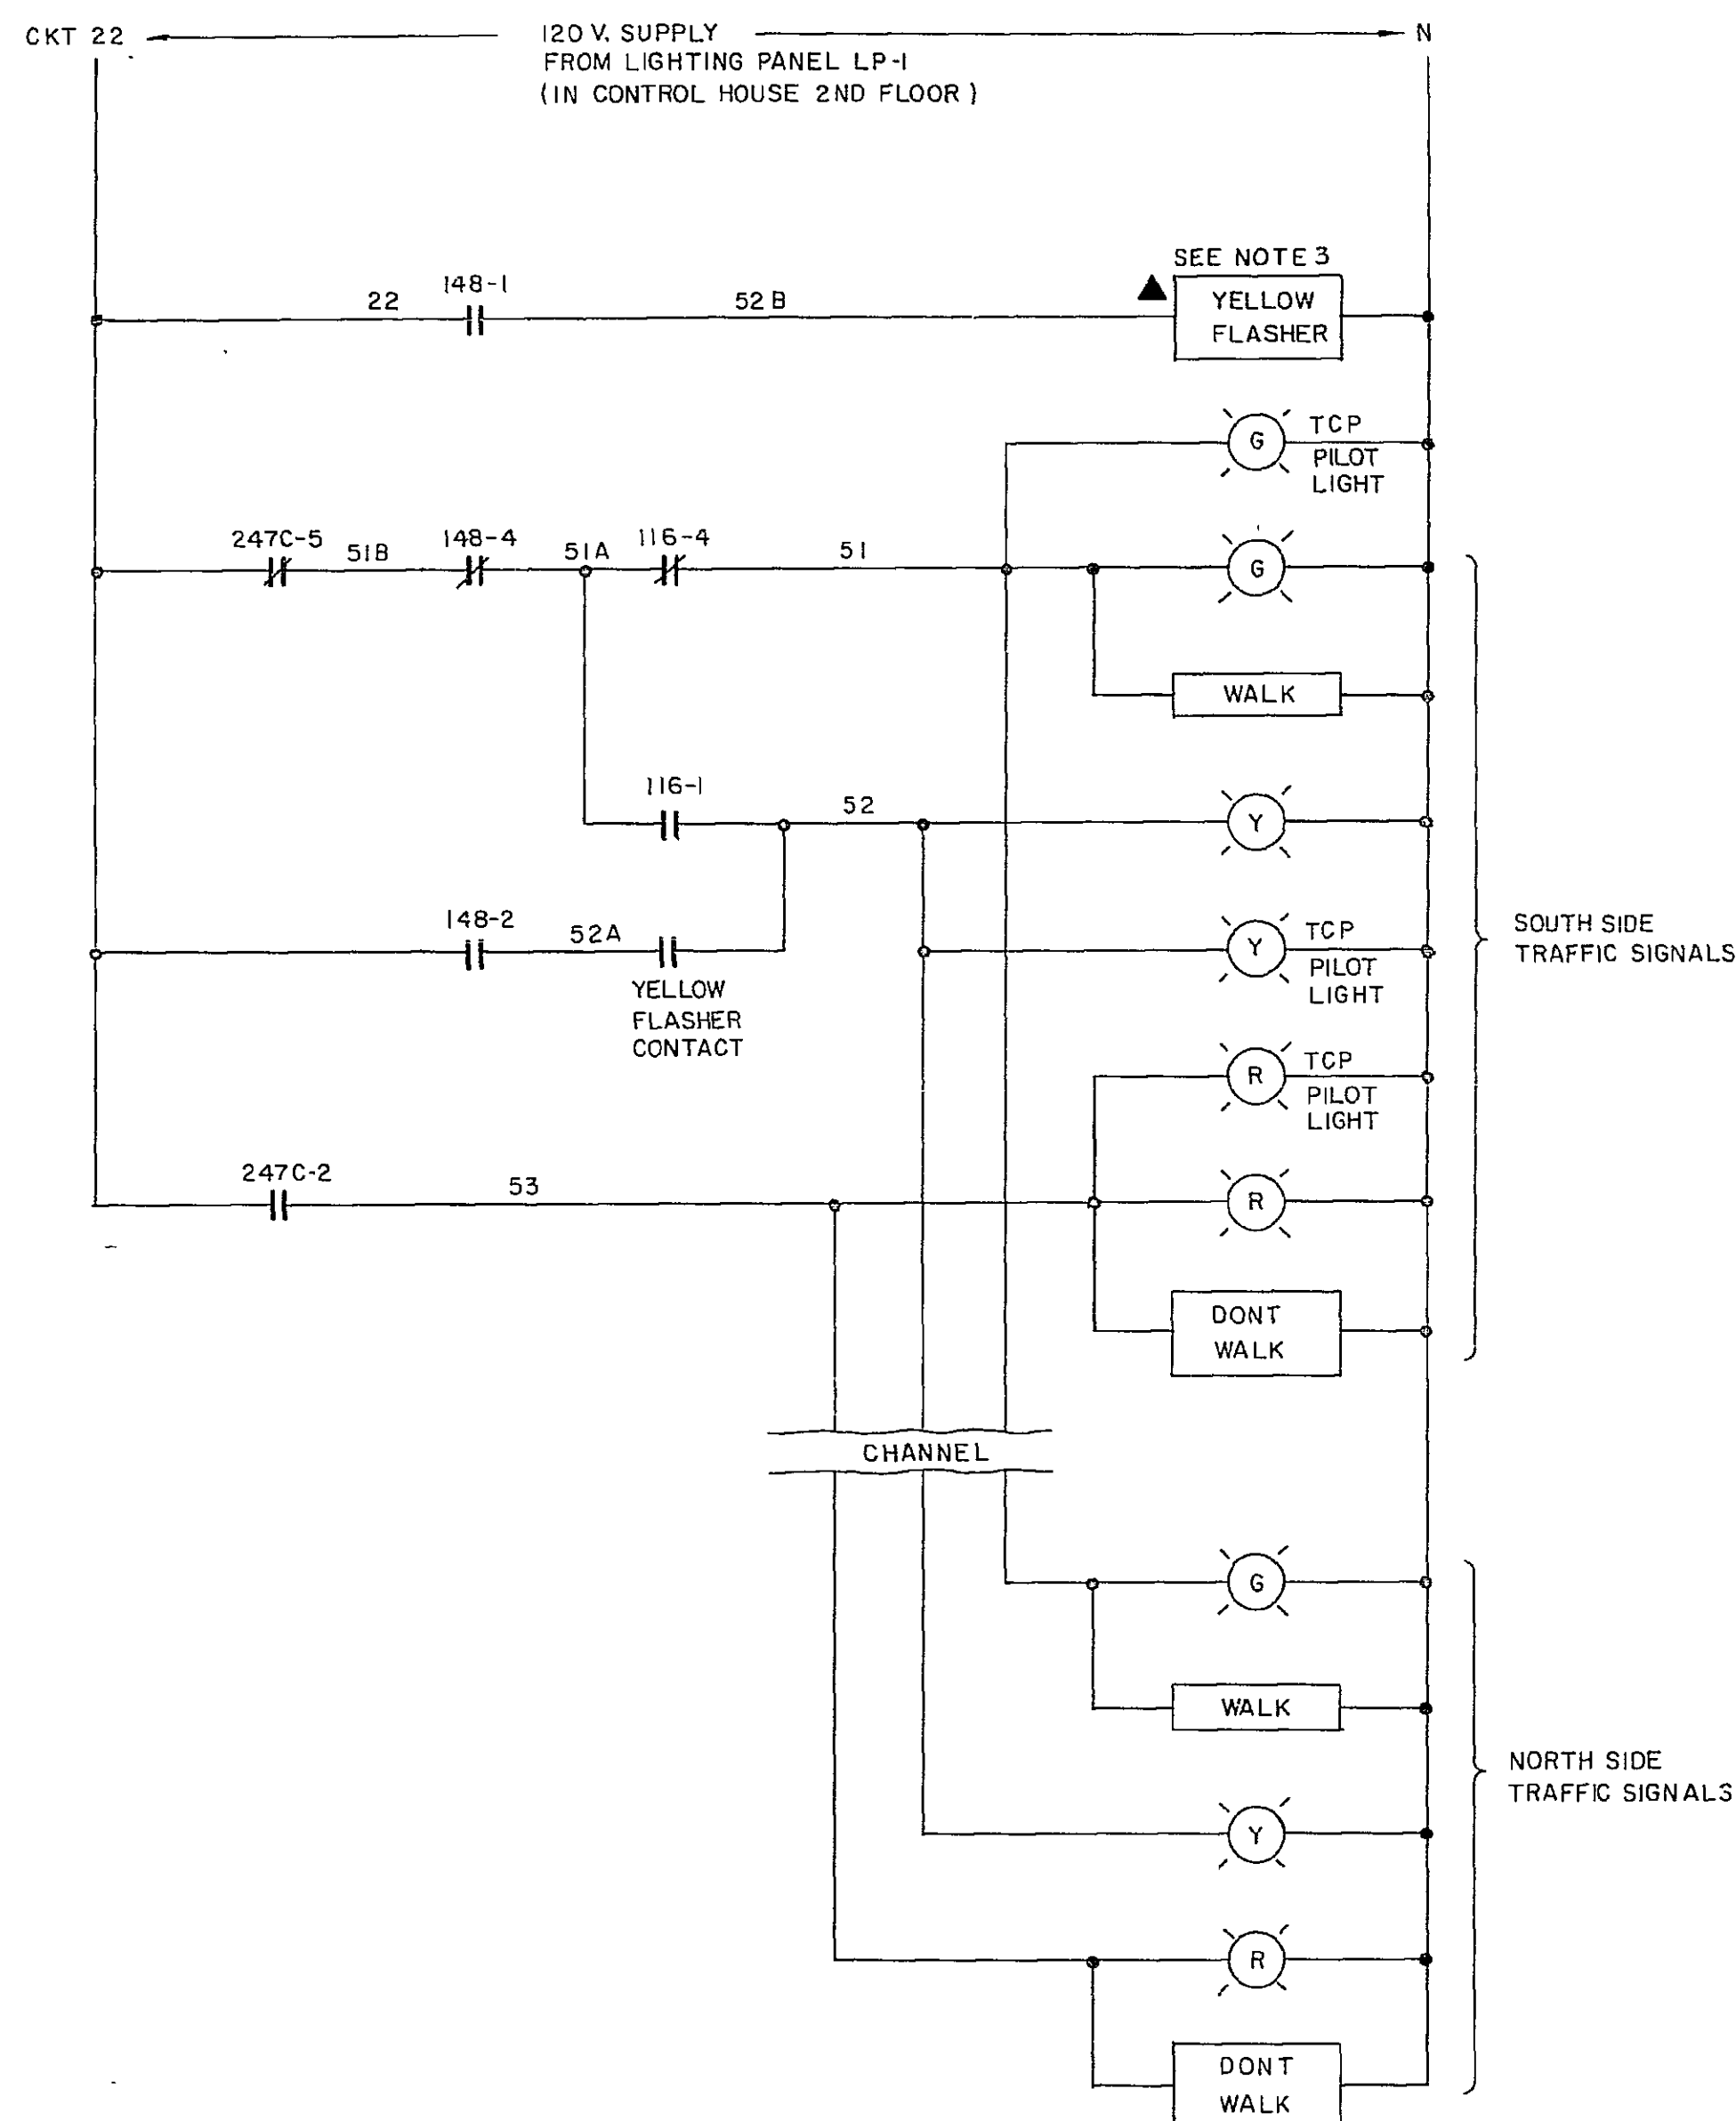 CKT 22
120 V. SUPPLY
FROM LIGHTING PANEL LP-1
(IN CONTROL HOUSE 2ND FLOOR)
N
SEE NOTE 3
22
148-1
52B
YELLOW
FLASHER
G
TCP
PILOT
LIGHT
247C-5
51B
148-4
51A
116-4
51
G
WALK
116-1
52
Y
148-2
52A
YELLOW
FLASHER
CONTACT
Y
TCP
PILOT
LIGHT
SOUTH SIDE
TRAFFIC SIGNALS
R
TCP
PILOT
LIGHT
247C-2
53
R
DONT
WALK
CHANNEL
G
WALK
NORTH SIDE
TRAFFIC SIGNALS
Y
R
DONT
WALK